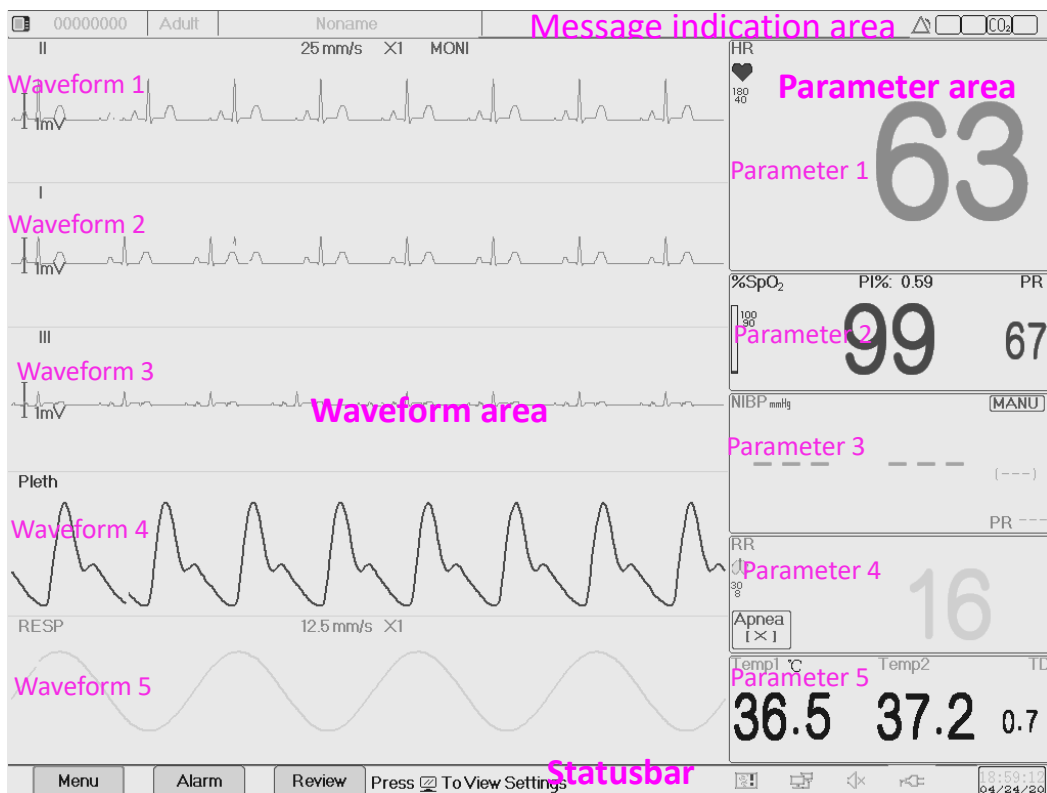 00000000 Adult Noname Message indication area CO₂
II 25 mm/s X1 MONI
Waveform 1
1mV
I
Waveform 2
1mV
III
Waveform 3
1mV
Waveform area
Pleth
Waveform 4
RESP 12.5 mm/s X1
Waveform 5
HR
Parameter area
180
40
63
Parameter 1
%SpO₂ PI%: 0.59 PR
100
90
Parameter 2
99 67
NIBP mmHg MANU
Parameter 3
--- ---
(---)
PR ---
RR
Parameter 4
30
8
16
Apnea
[X]
Temp1 °C Temp2 TD
Parameter 5
36.5 37.2 0.7
Menu Alarm Review Press To View Settings Statusbar
18:59:12
04/24/20